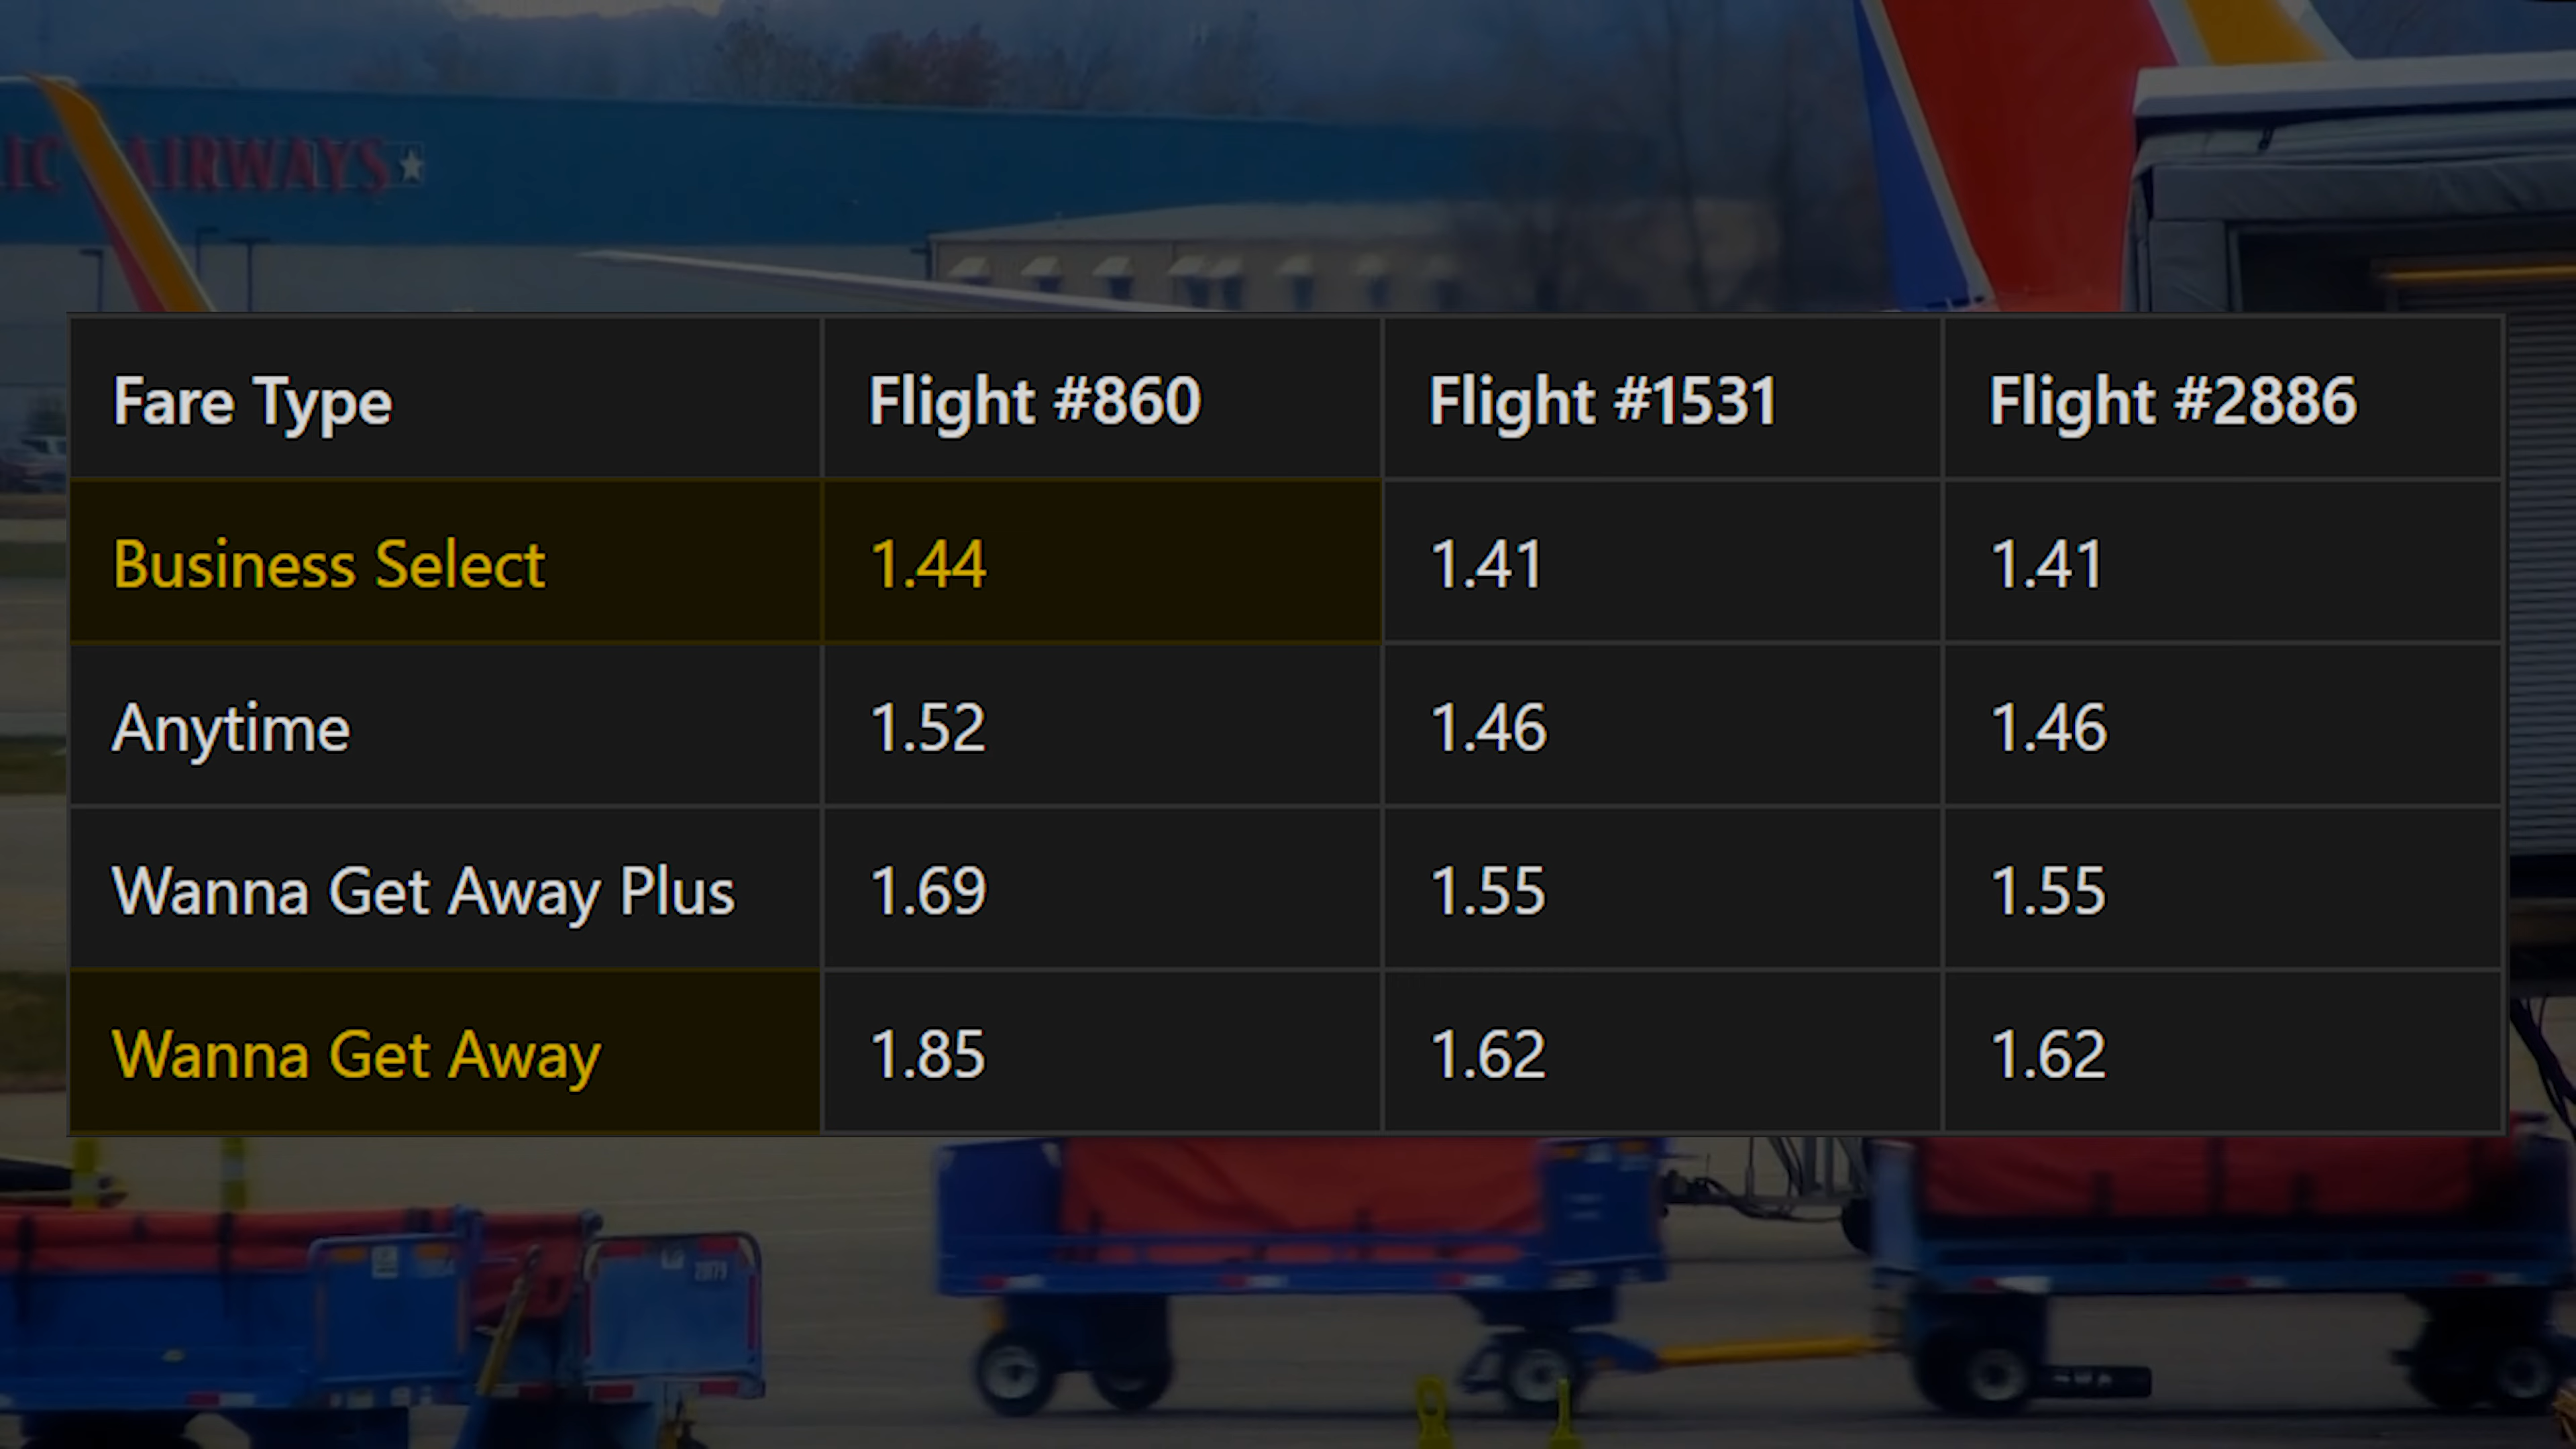 IC AIRWAYS
Fare Type Flight #860 Flight #1531 Flight #2886
Business Select 1.44 1.41 1.41
Anytime 1.52 1.46 1.46
Wanna Get Away Plus 1.69 1.55 1.55
Wanna Get Away 1.85 1.62 1.62